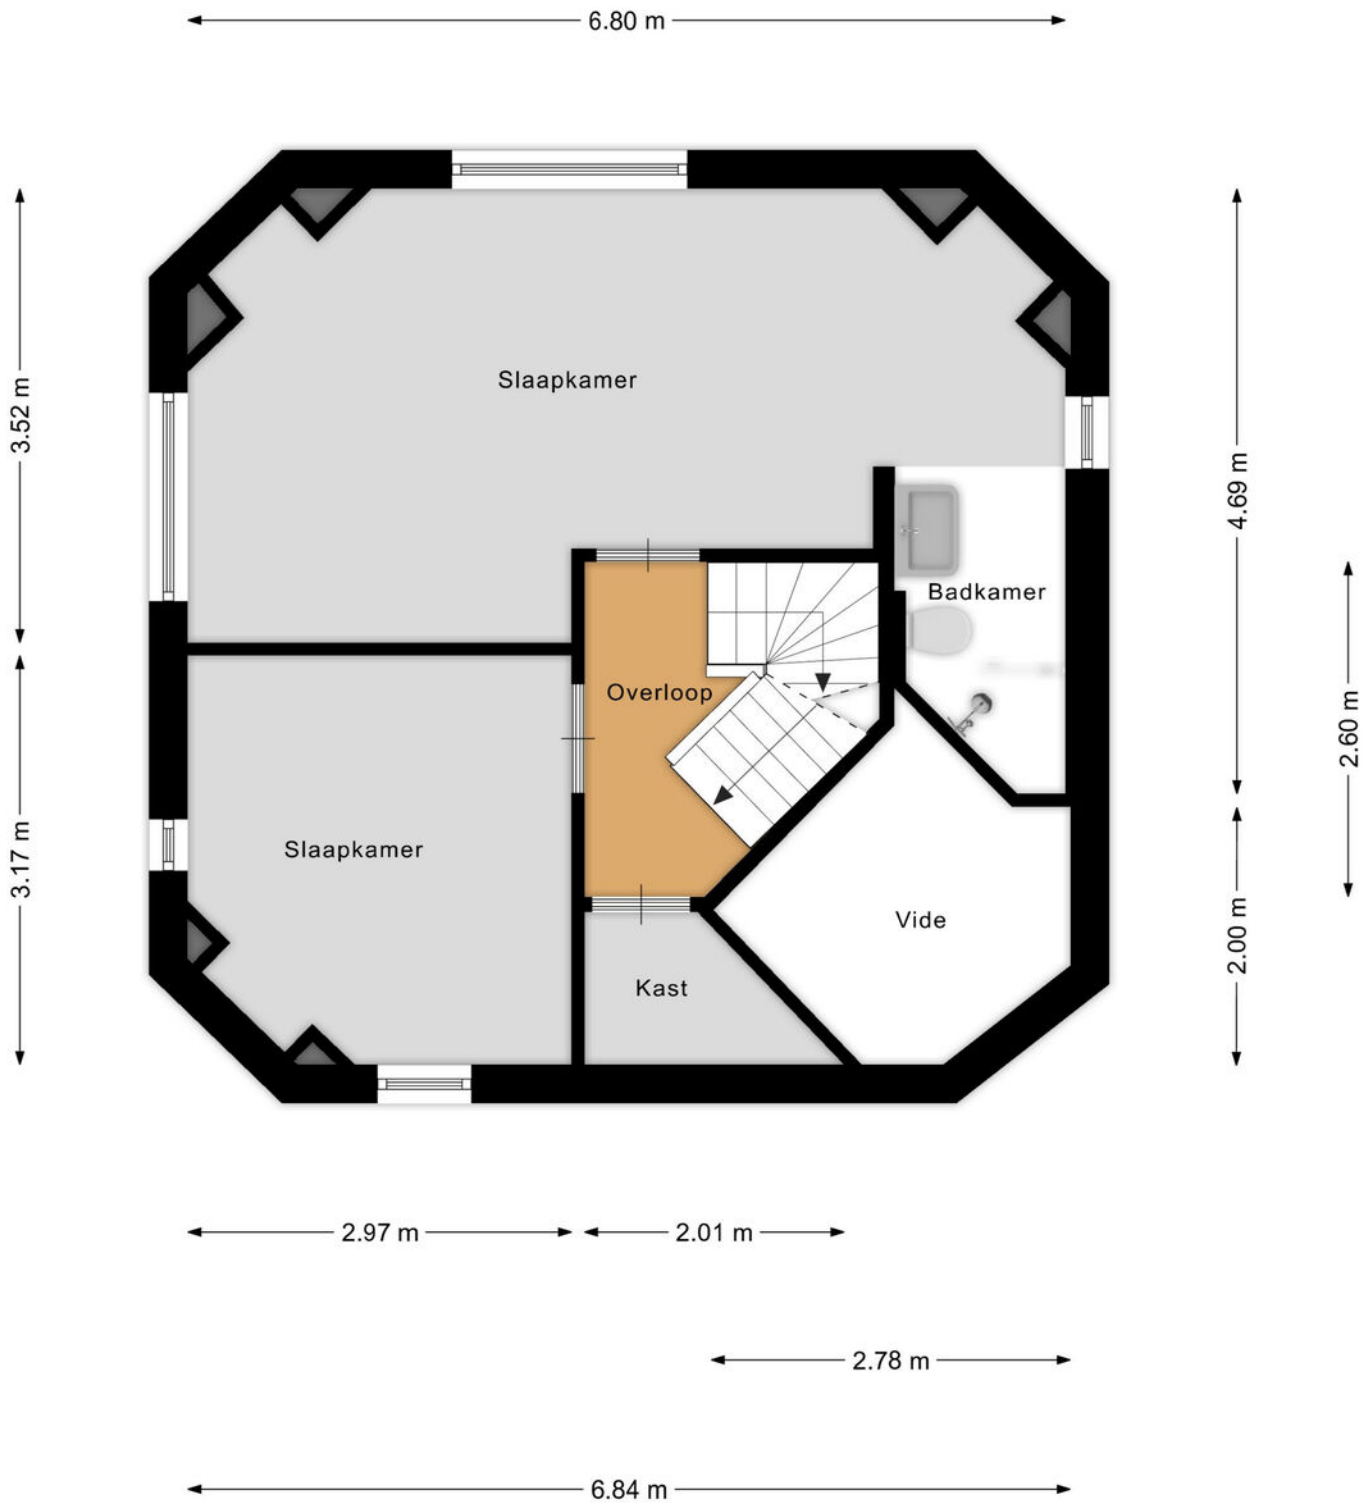 6.80 m
3.52 m
Slaapkamer
4.69 m
Badkamer
Overloop
2.60 m
3.17 m
Slaapkamer
Vide
2.00 m
Kast
2.97 m
2.01 m
2.78 m
6.84 m